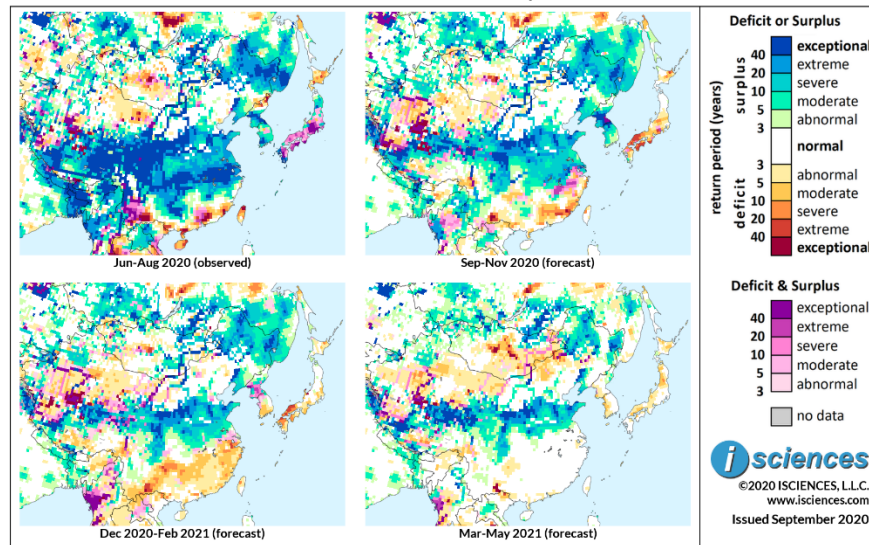 Jun-Aug 2020 (observed)
Sep-Nov 2020 (forecast)
Dec 2020-Feb 2021 (forecast)
Mar-May 2021 (forecast)
Deficit or Surplus
return period (years)
deficit surplus
40 exceptional
20 extreme
10 severe
5 moderate
3 abnormal
normal
3 abnormal
5 moderate
10 severe
20 extreme
40 exceptional
Deficit & Surplus
40 exceptional
20 extreme
10 severe
5 moderate
3 abnormal
no data
i sciences
©2020 ISCIENCES, L.L.C.
www.isciences.com
Issued September 2020